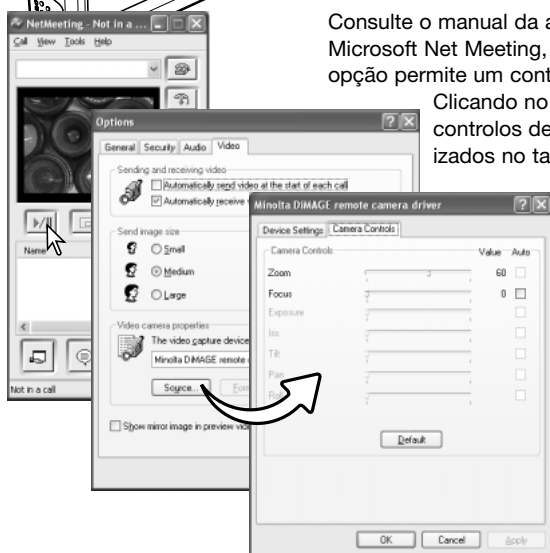 Consulte o manual da a
Microsoft Net Meeting,
opção permite um cont
Clicando no
controlos de
izados no ta
NetMeeting - Not in a ...
Call View Tools Help
Name
Not in a call
Options
General Security Audio Video
Sending and receiving video
Automatically send video at the start of each call
Automatically receive
Send image size
Small
Medium
Large
Video camera properties
The video capture device
Minolta DiMAGE remote
Source...
Show mirror image in preview vid
Minolta DiMAGE remote camera driver
Device Settings Camera Controls
Camera Controls Value Auto
Zoom 60
Focus 0
Exposure
Iris
Tilt
Pan
Default
OK Cancel Apply